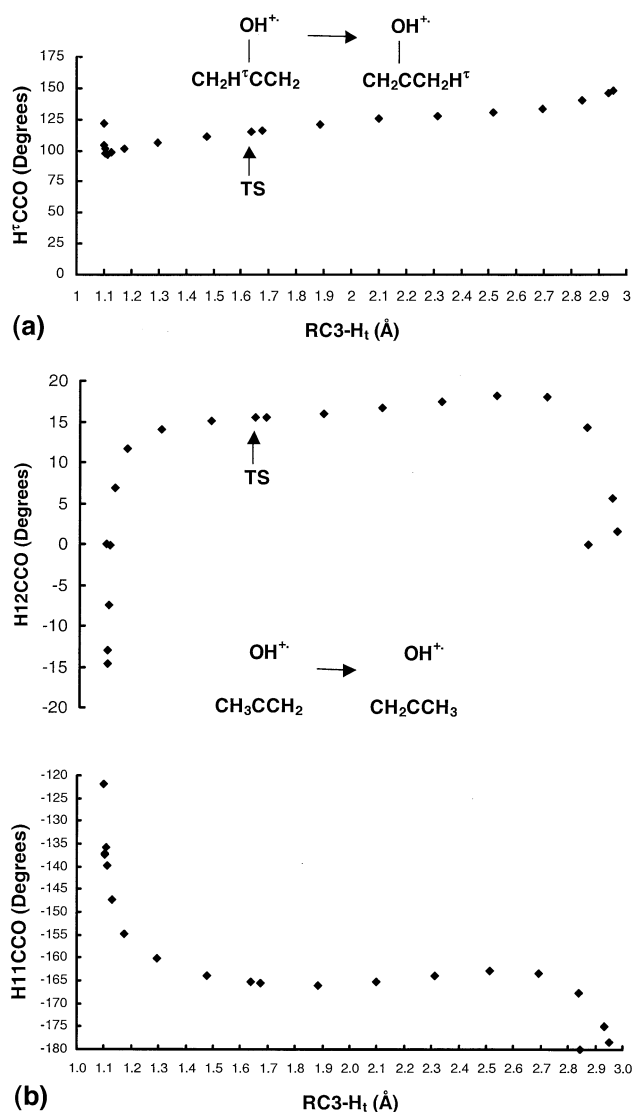 OH⁺· OH⁺·
CH₂HᵗCCH₂ CH₂CCH₂Hᵗ
175
150
125
100
75
50
25
0
HᵗCCO (Degrees)
TS
1 1.1 1.2 1.3 1.4 1.5 1.6 1.7 1.8 1.9 2 2.1 2.2 2.3 2.4 2.5 2.6 2.7 2.8 2.9 3
(a)
RC3-Hₜ (Å)
20
15
10
5
0
-5
-10
-15
-20
H12CCO (Degrees)
TS
OH⁺· OH⁺·
CH₃CCH₂ CH₂CCH₃
-120
-125
-130
-135
-140
-145
-150
-155
-160
-165
-170
-175
-180
H11CCO (Degrees)
1.0 1.1 1.2 1.3 1.4 1.5 1.6 1.7 1.8 1.9 2.0 2.1 2.2 2.3 2.4 2.5 2.6 2.7 2.8 2.9 3.0
(b)
RC3-Hₜ (Å)